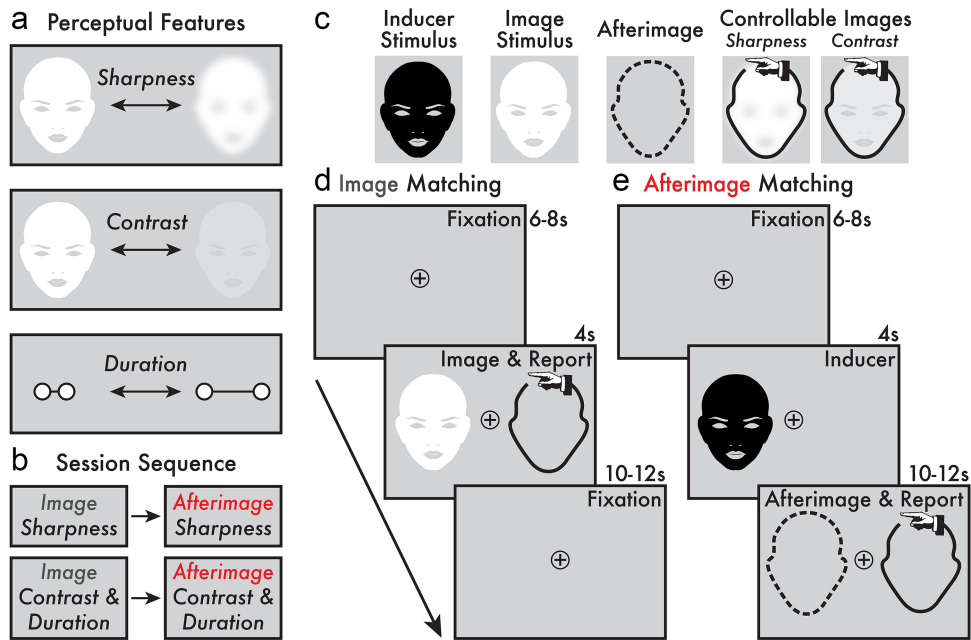 a Perceptual Features
Sharpness
Contrast
Duration
b Session Sequence
Image
Sharpness
Afterimage
Sharpness
Image
Contrast &
Duration
Afterimage
Contrast &
Duration
c
Inducer
Stimulus
Image
Stimulus
Afterimage
Controllable Images
Sharpness
Contrast
d Image Matching
Fixation 6-8s
4s
Image & Report
10-12s
Fixation
e Afterimage Matching
Fixation 6-8s
4s
Inducer
10-12s
Afterimage & Report